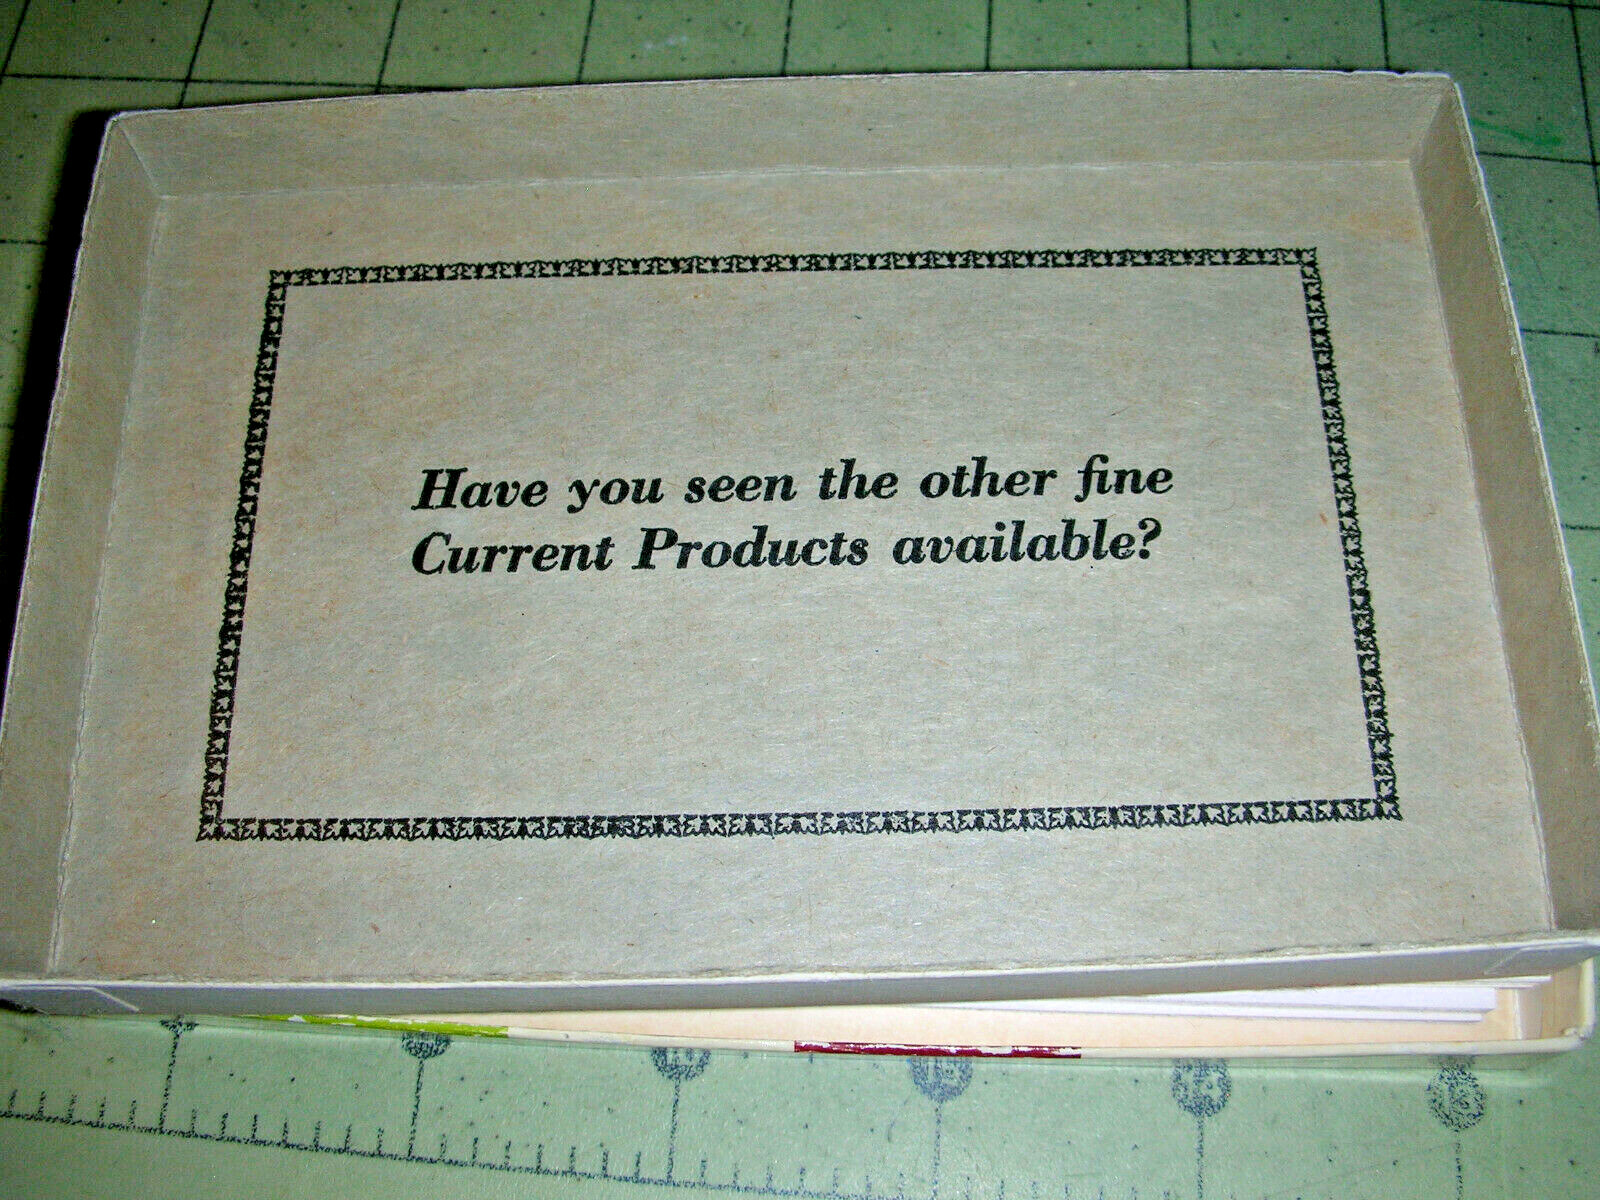 Have you seen the other fine
Current Products available?